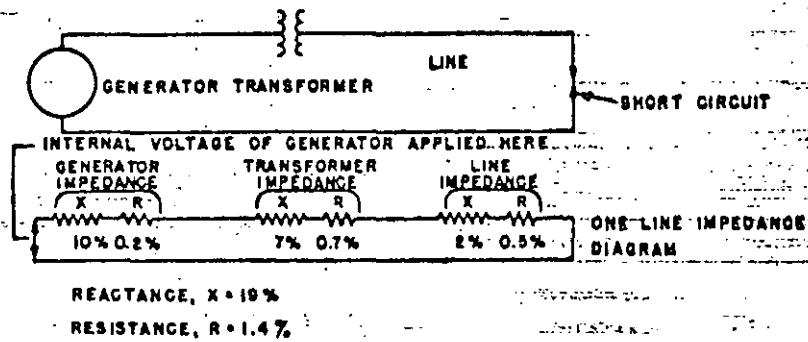 LINE
GENERATOR TRANSFORMER
SHORT CIRCUIT
INTERNAL VOLTAGE OF GENERATOR APPLIED HERE
GENERATOR IMPEDANCE
TRANSFORMER IMPEDANCE
LINE IMPEDANCE
X R X R X R
10% 0.2% 7% 0.7% 2% 0.5%
ONE LINE IMPEDANCE
DIAGRAM
REACTANCE, X = 19%
RESISTANCE, R = 1.4%